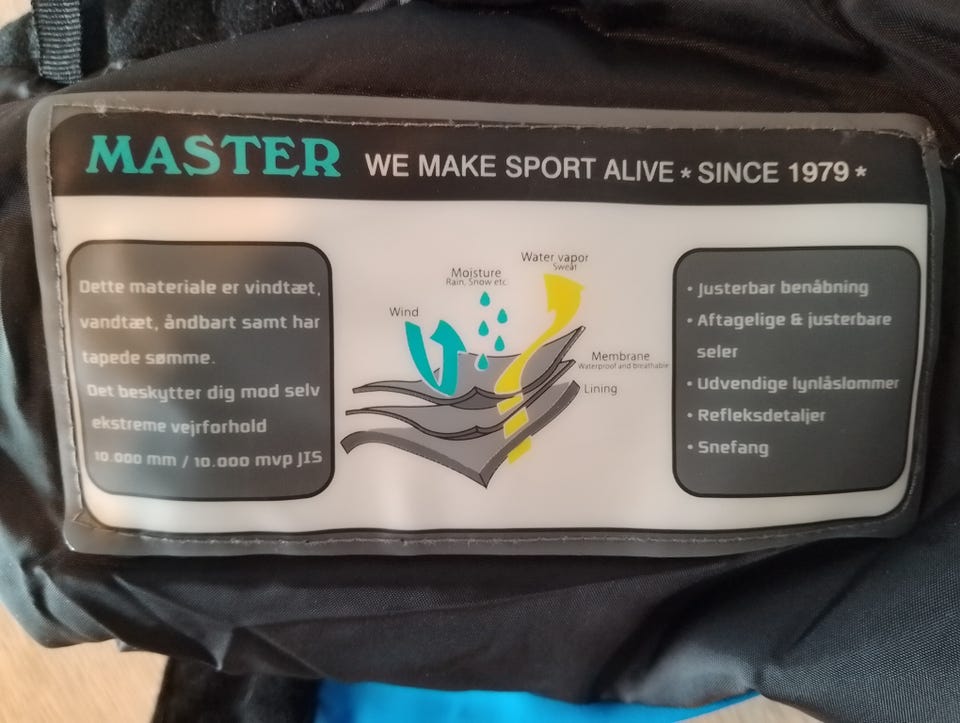 MASTER WE MAKE SPORT ALIVE * SINCE 1979 *
Dette materiale er vindtæt,
vandtæt, åndbart samt har
tapede sømme.
Det beskytter dig mod selv
ekstreme vejrforhold
10.000 mm / 10.000 mvp JIS
Wind
Moisture
Rain, Snow etc.
Water vapor
Sweat
Membrane
Waterproof and breathable
Lining
• Justerbar benåbning
• Aftagelige & justerbare
seler
• Udvendige lynlåslommer
• Refleksdetaljer
• Snefang